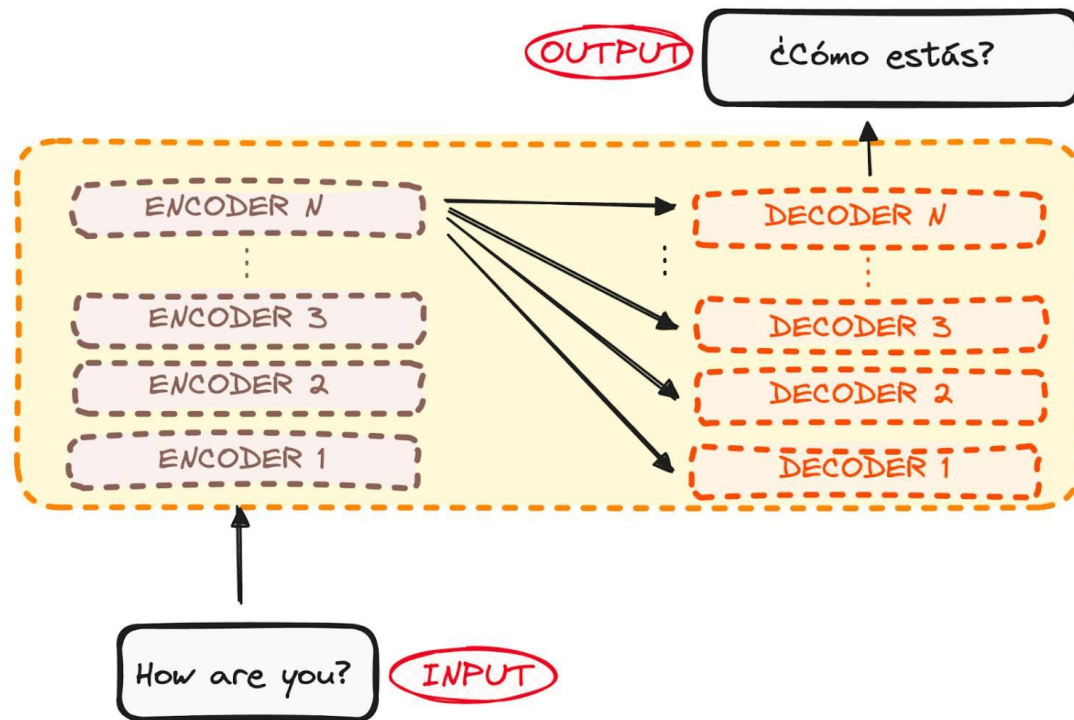 OUTPUT
¿Cómo estás?
ENCODER N
DECODER N
ENCODER 3
DECODER 3
ENCODER 2
DECODER 2
ENCODER 1
DECODER 1
How are you?
INPUT